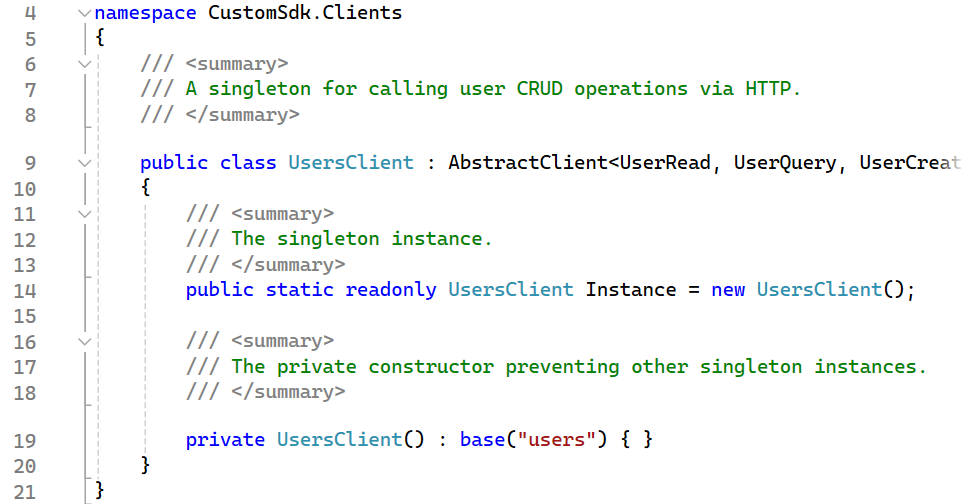 4 namespace CustomSdk.Clients
5 {
6 /// <summary>
7 /// A singleton for calling user CRUD operations via HTTP.
8 /// </summary>
9 public class UsersClient : AbstractClient<UserRead, UserQuery, UserCreat
10 {
11 /// <summary>
12 /// The singleton instance.
13 /// </summary>
14 public static readonly UsersClient Instance = new UsersClient();
15
16 /// <summary>
17 /// The private constructor preventing other singleton instances.
18 /// </summary>
19 private UsersClient() : base("users") { }
20 }
21 }